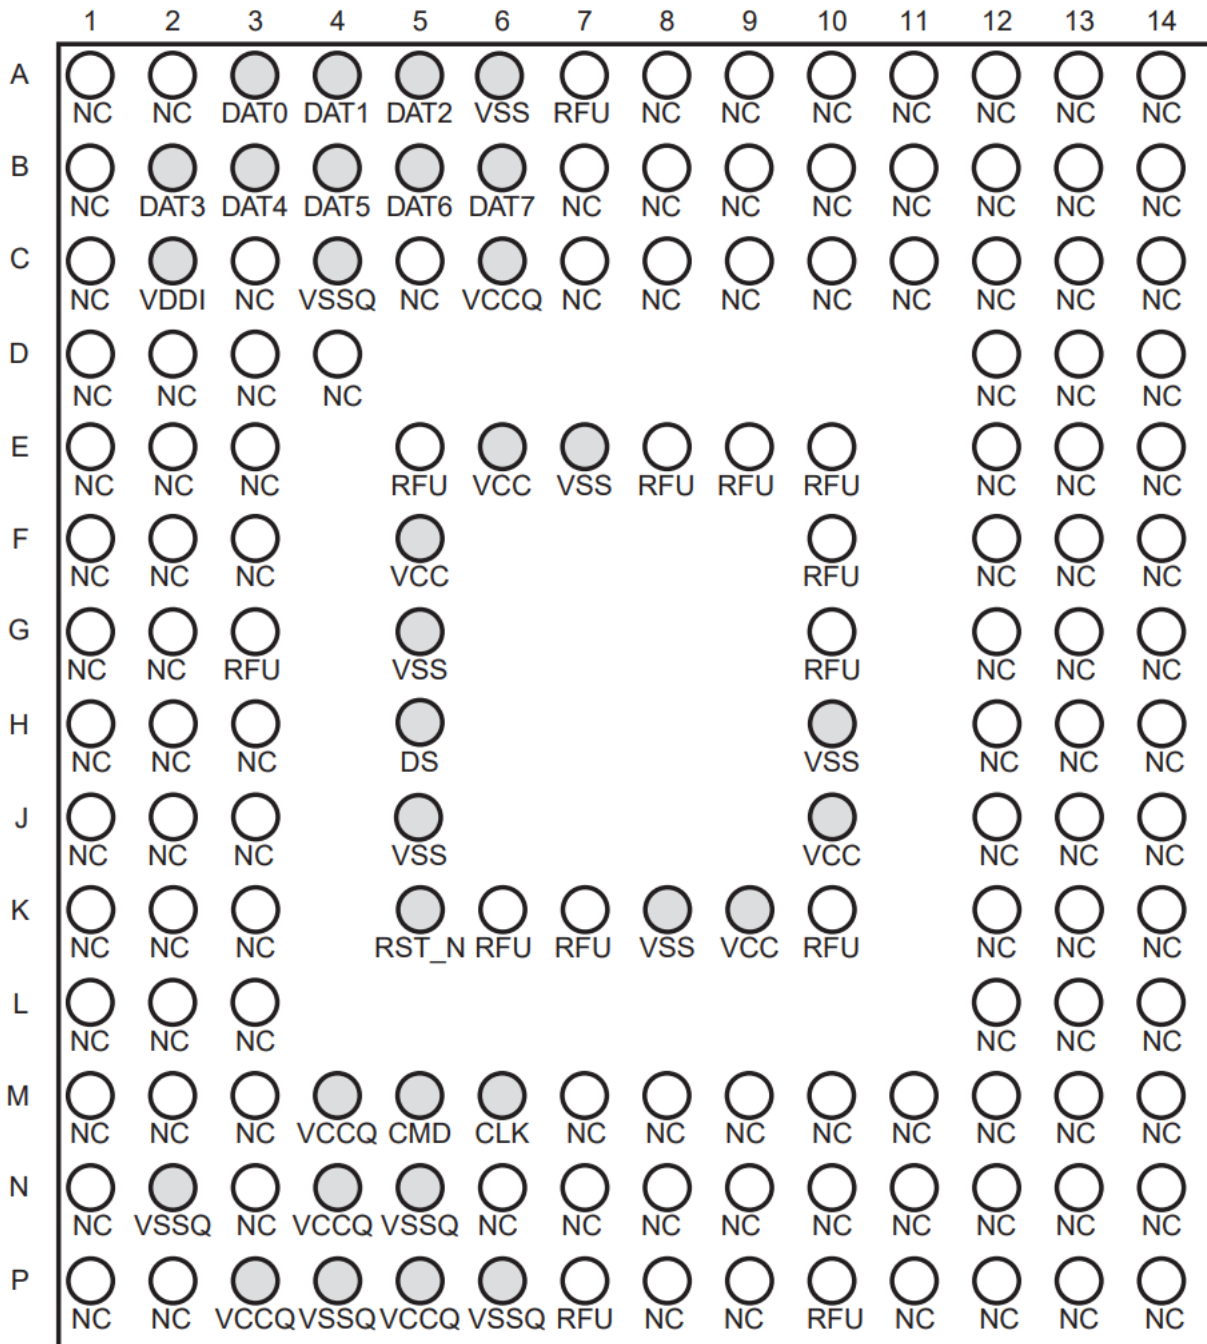 1 2 3 4 5 6 7 8 9 10 11 12 13 14
A
NC NC DAT0 DAT1 DAT2 VSS RFU NC NC NC NC NC NC NC
B
NC DAT3 DAT4 DAT5 DAT6 DAT7 NC NC NC NC NC NC NC NC
C
NC VDDI NC VSSQ NC VCCQ NC NC NC NC NC NC NC NC
D
NC NC NC NC NC NC NC
E
NC NC NC RFU VCC VSS RFU RFU RFU NC NC NC
F
NC NC NC VCC RFU NC NC NC
G
NC NC RFU VSS RFU NC NC NC
H
NC NC NC DS VSS NC NC NC
J
NC NC NC VSS VCC NC NC NC
K
NC NC NC RST_N RFU RFU VSS VCC RFU NC NC NC
L
NC NC NC NC NC NC
M
NC NC NC VCCQ CMD CLK NC NC NC NC NC NC NC NC
N
NC VSSQ NC VCCQ VSSQ NC NC NC NC NC NC NC NC NC
P
NC NC VCCQ VSSQ VCCQ VSSQ RFU NC NC RFU NC NC NC NC